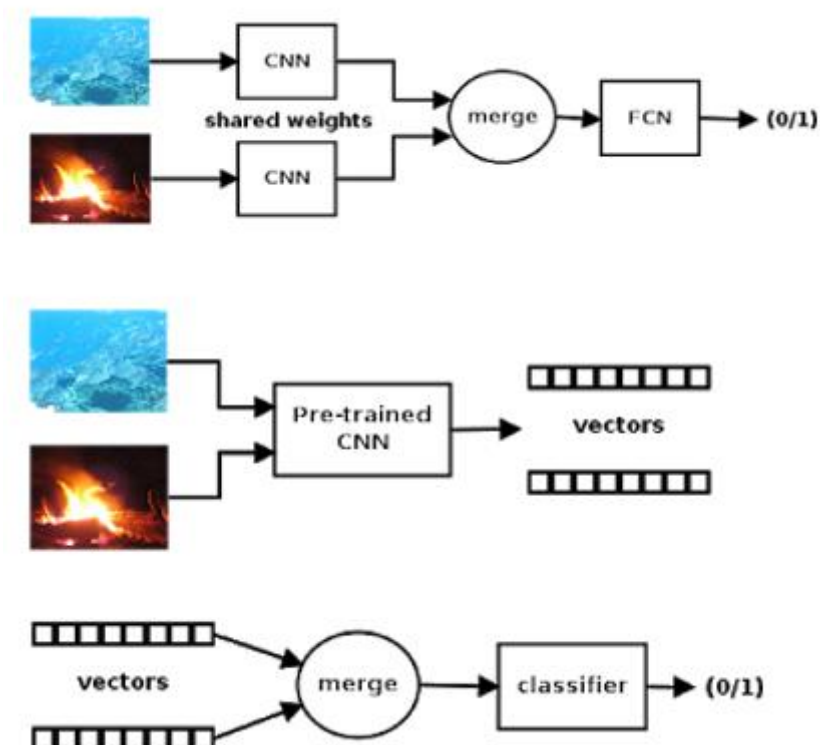 CNN
shared weights
CNN
merge
FCN
(0/1)
Pre-trained
CNN
vectors
vectors
merge
classifier
(0/1)